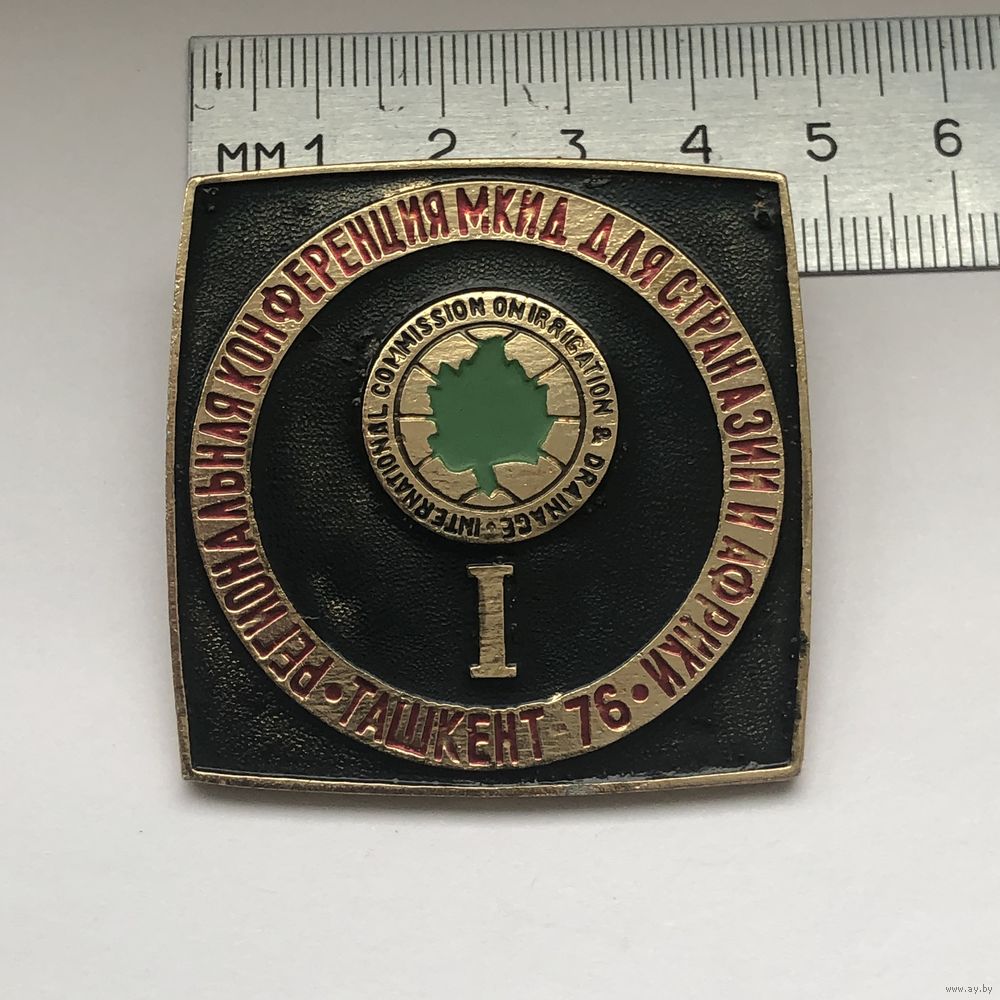 мм 1 2 3 4 5 6
РЕГИОНАЛЬНАЯ КОНФЕРЕНЦИЯ МКИД ДЛЯ СТРАН АЗИИ И АФРИКИ
• ТАШКЕНТ-76 •
INTERNATIONAL COMMISSION ON IRRIGATION & DRAINAGE •
I
www.ay.by